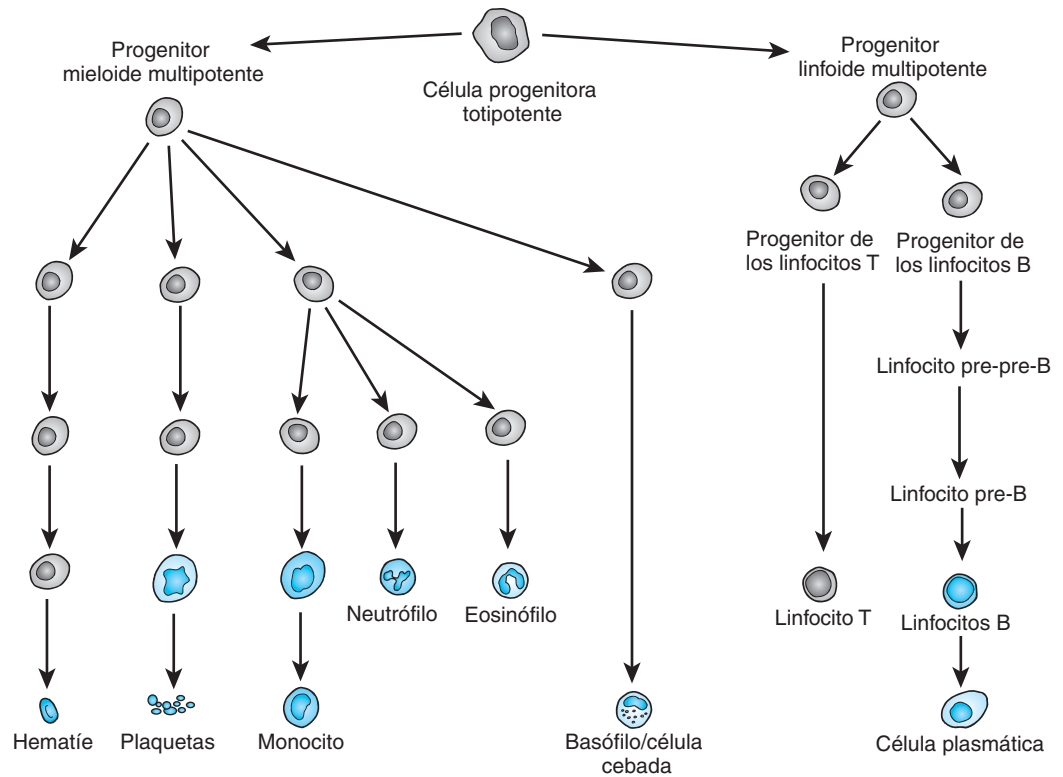 Progenitor
mieloide multipotente
Célula progenitora
totipotente
Progenitor
linfoide multipotente
Progenitor de
los linfocitos T
Progenitor de
los linfocitos B
Linfocito pre-pre-B
Linfocito pre-B
Neutrófilo
Eosinófilo
Linfocito T
Linfocitos B
Hematíe
Plaquetas
Monocito
Basófilo/célula
cebada
Célula plasmática